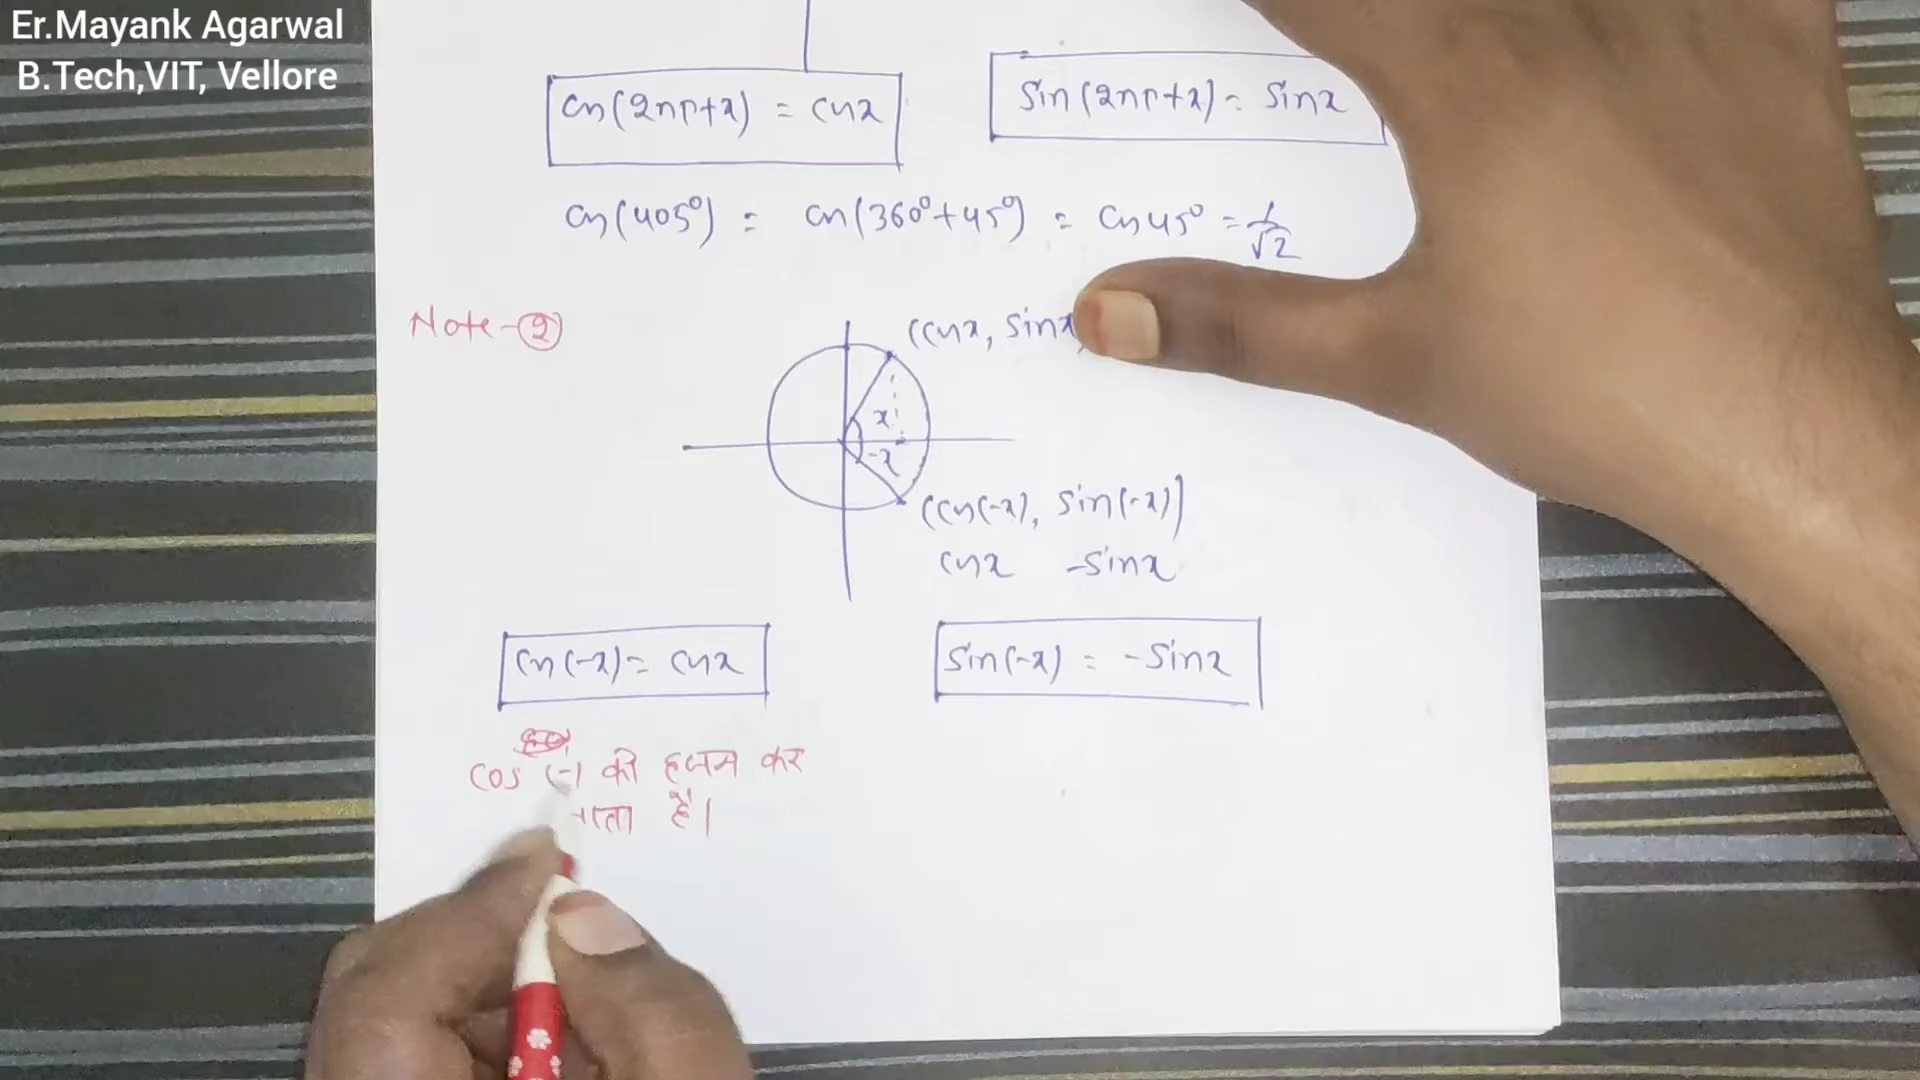 Er.Mayank Agarwal
B.Tech,VIT, Vellore
cos(2nπ+x) = cosx
sin(2nπ+x) = sinx
cos(405°) = cos(360°+45°) = cos45° = 1/√2
Note-②
(cosx, sinx
x
-x
(cos(-x), sin(-x))
cosx -sinx
cos(-x) = cosx
sin(-x) = -sinx
cos (-) को हजम कर
जाता है।